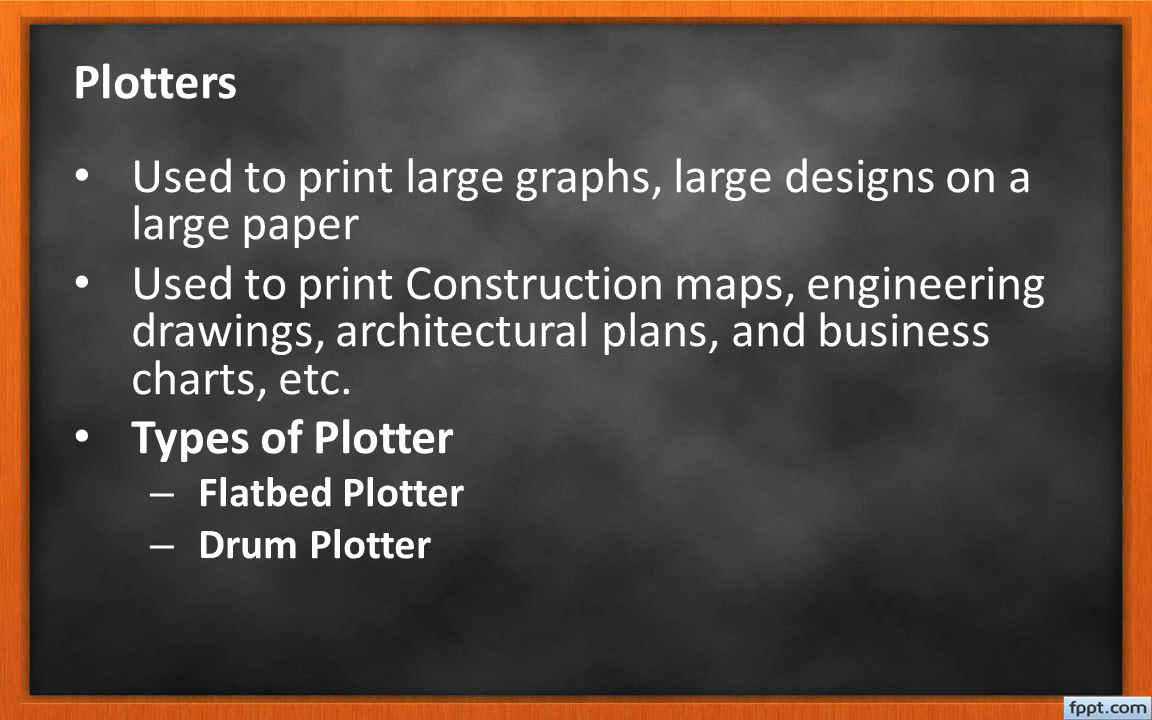 Plotters
• Used to print large graphs, large designs on a
large paper
• Used to print Construction maps, engineering
drawings, architectural plans, and business
charts, etc.
• Types of Plotter
– Flatbed Plotter
– Drum Plotter
fppt.com